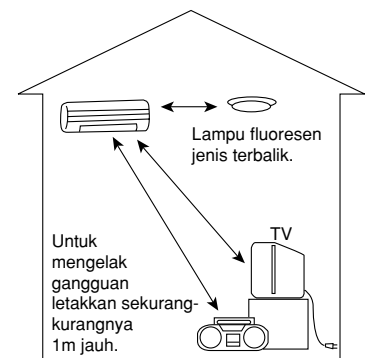 Lampu fluoresen
jenis terbalik.
TV
Untuk
mengelak
gangguan
letakkan sekurang-
kurangnya
1m jauh.